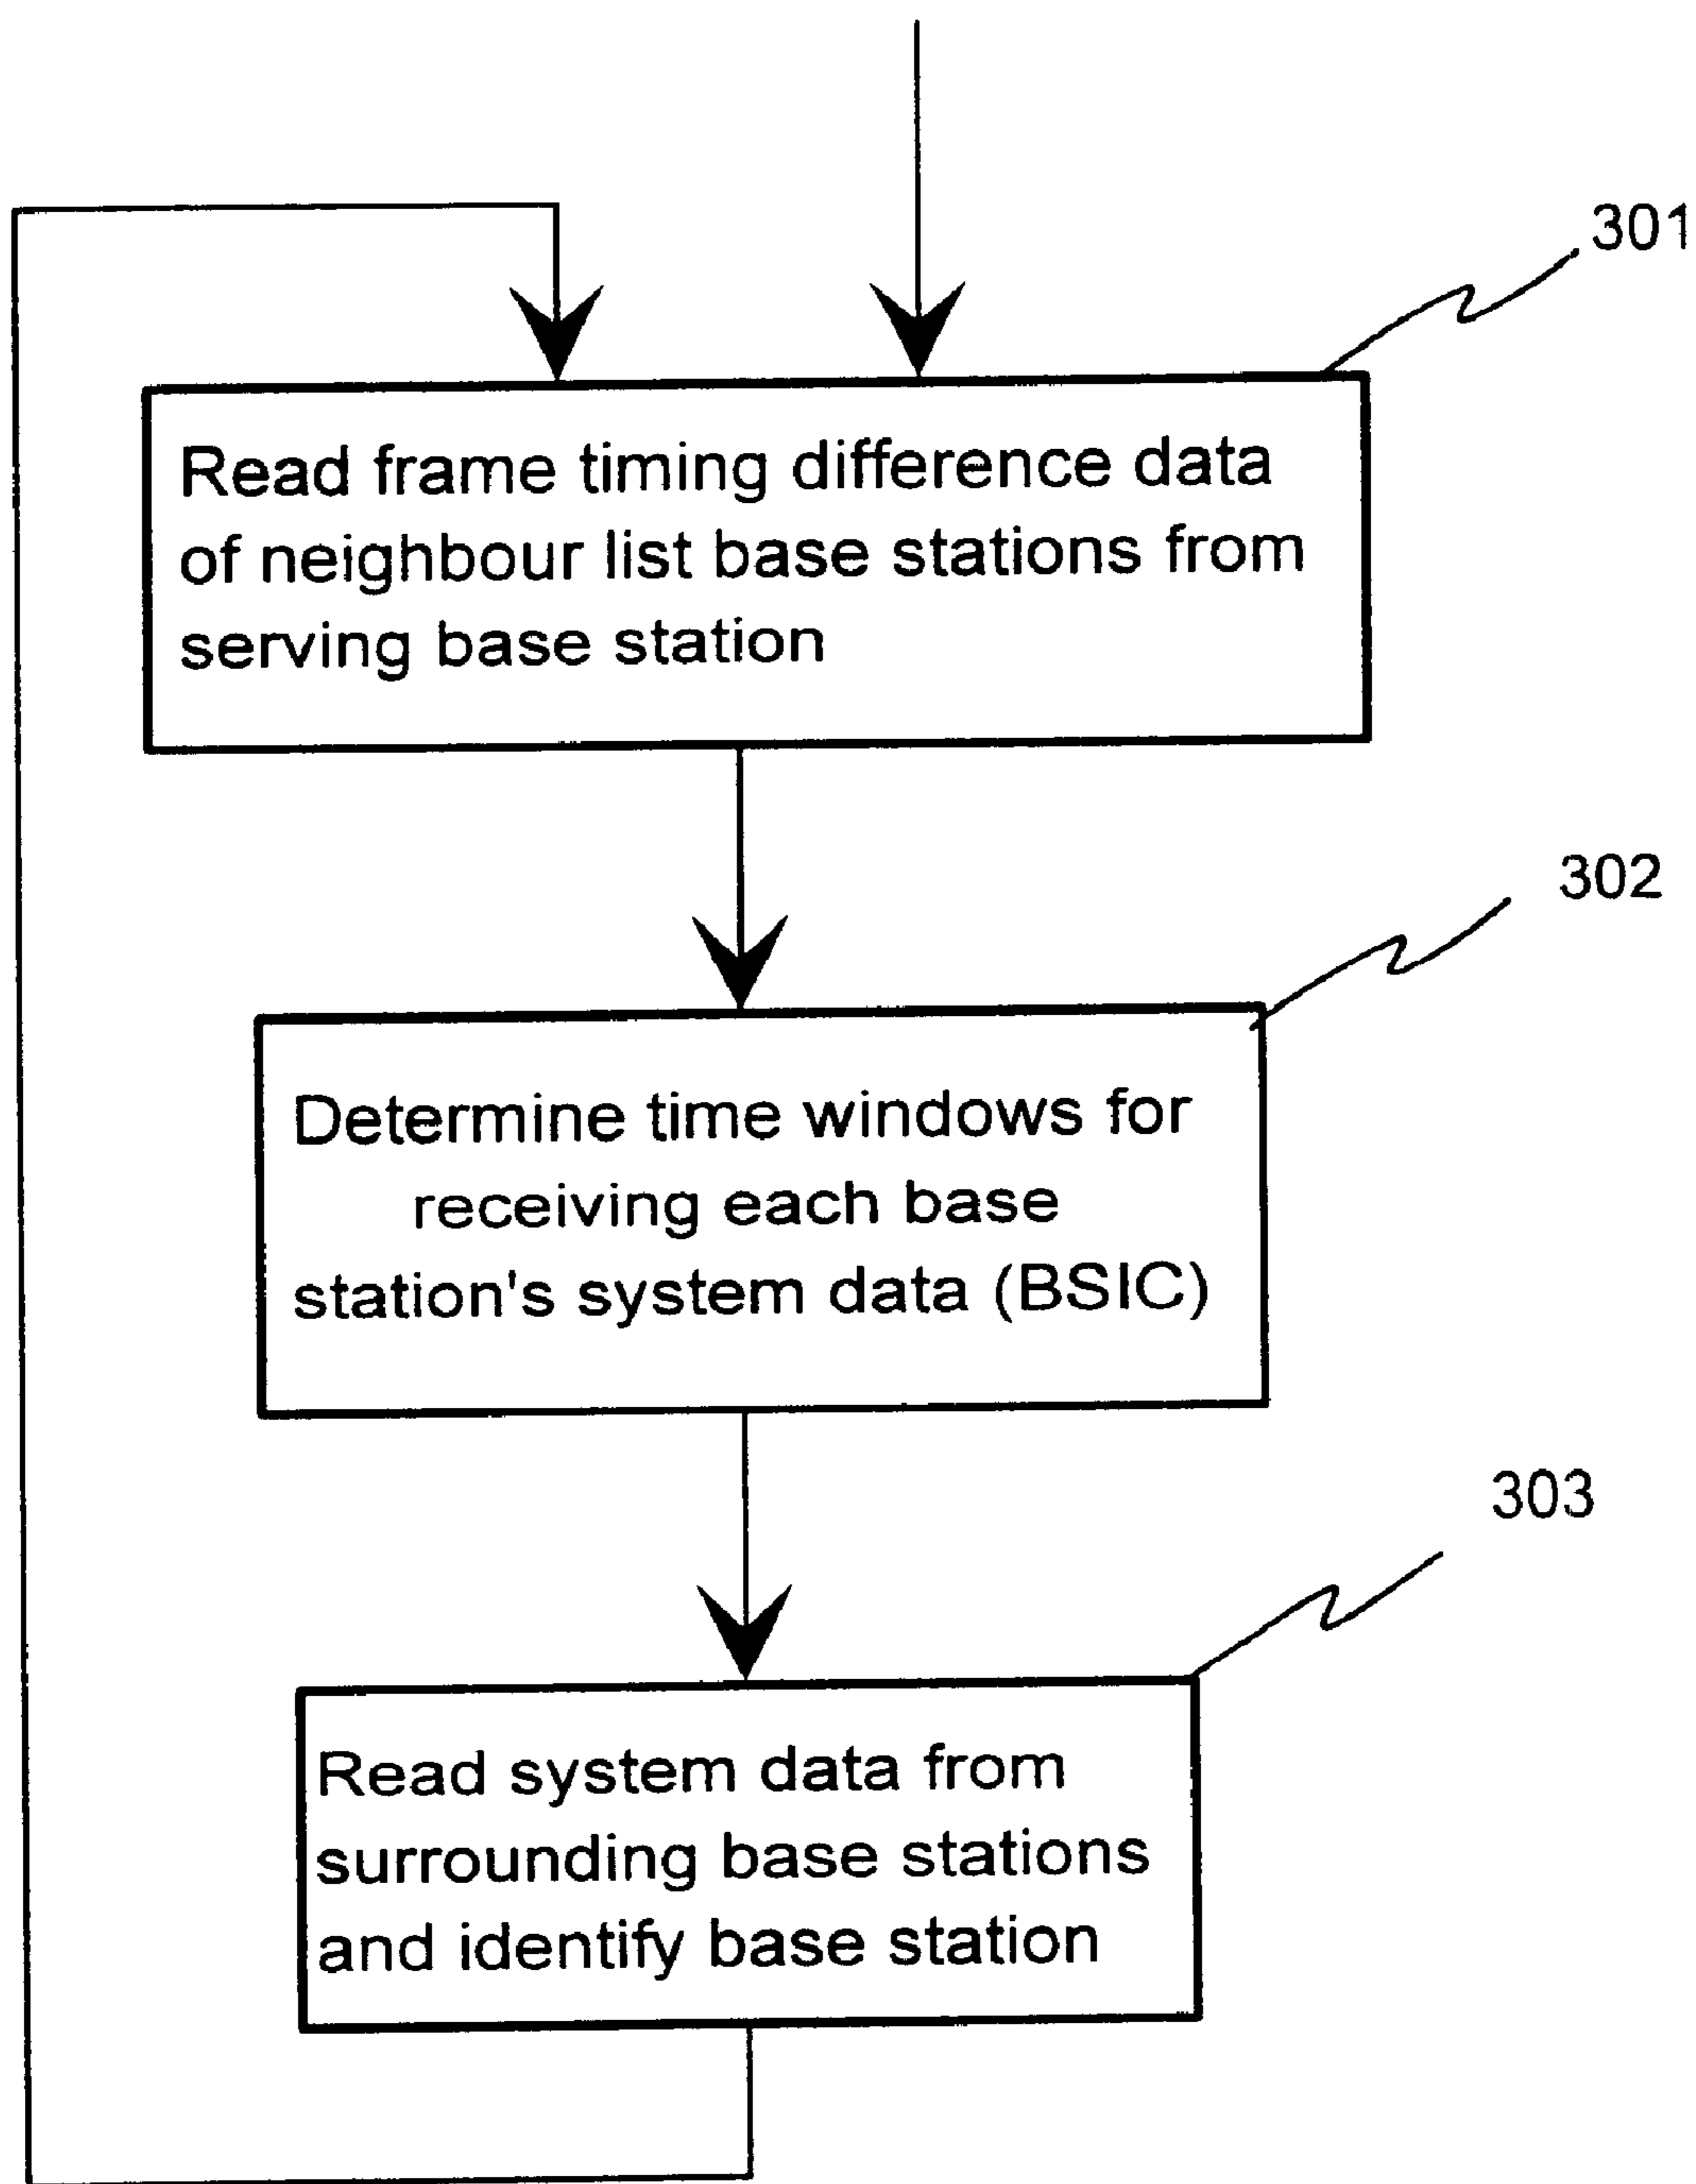 301
Read frame timing difference data
of neighbour list base stations from
serving base station
302
Determine time windows for
receiving each base
station's system data (BSIC)
303
Read system data from
surrounding base stations
and identify base station